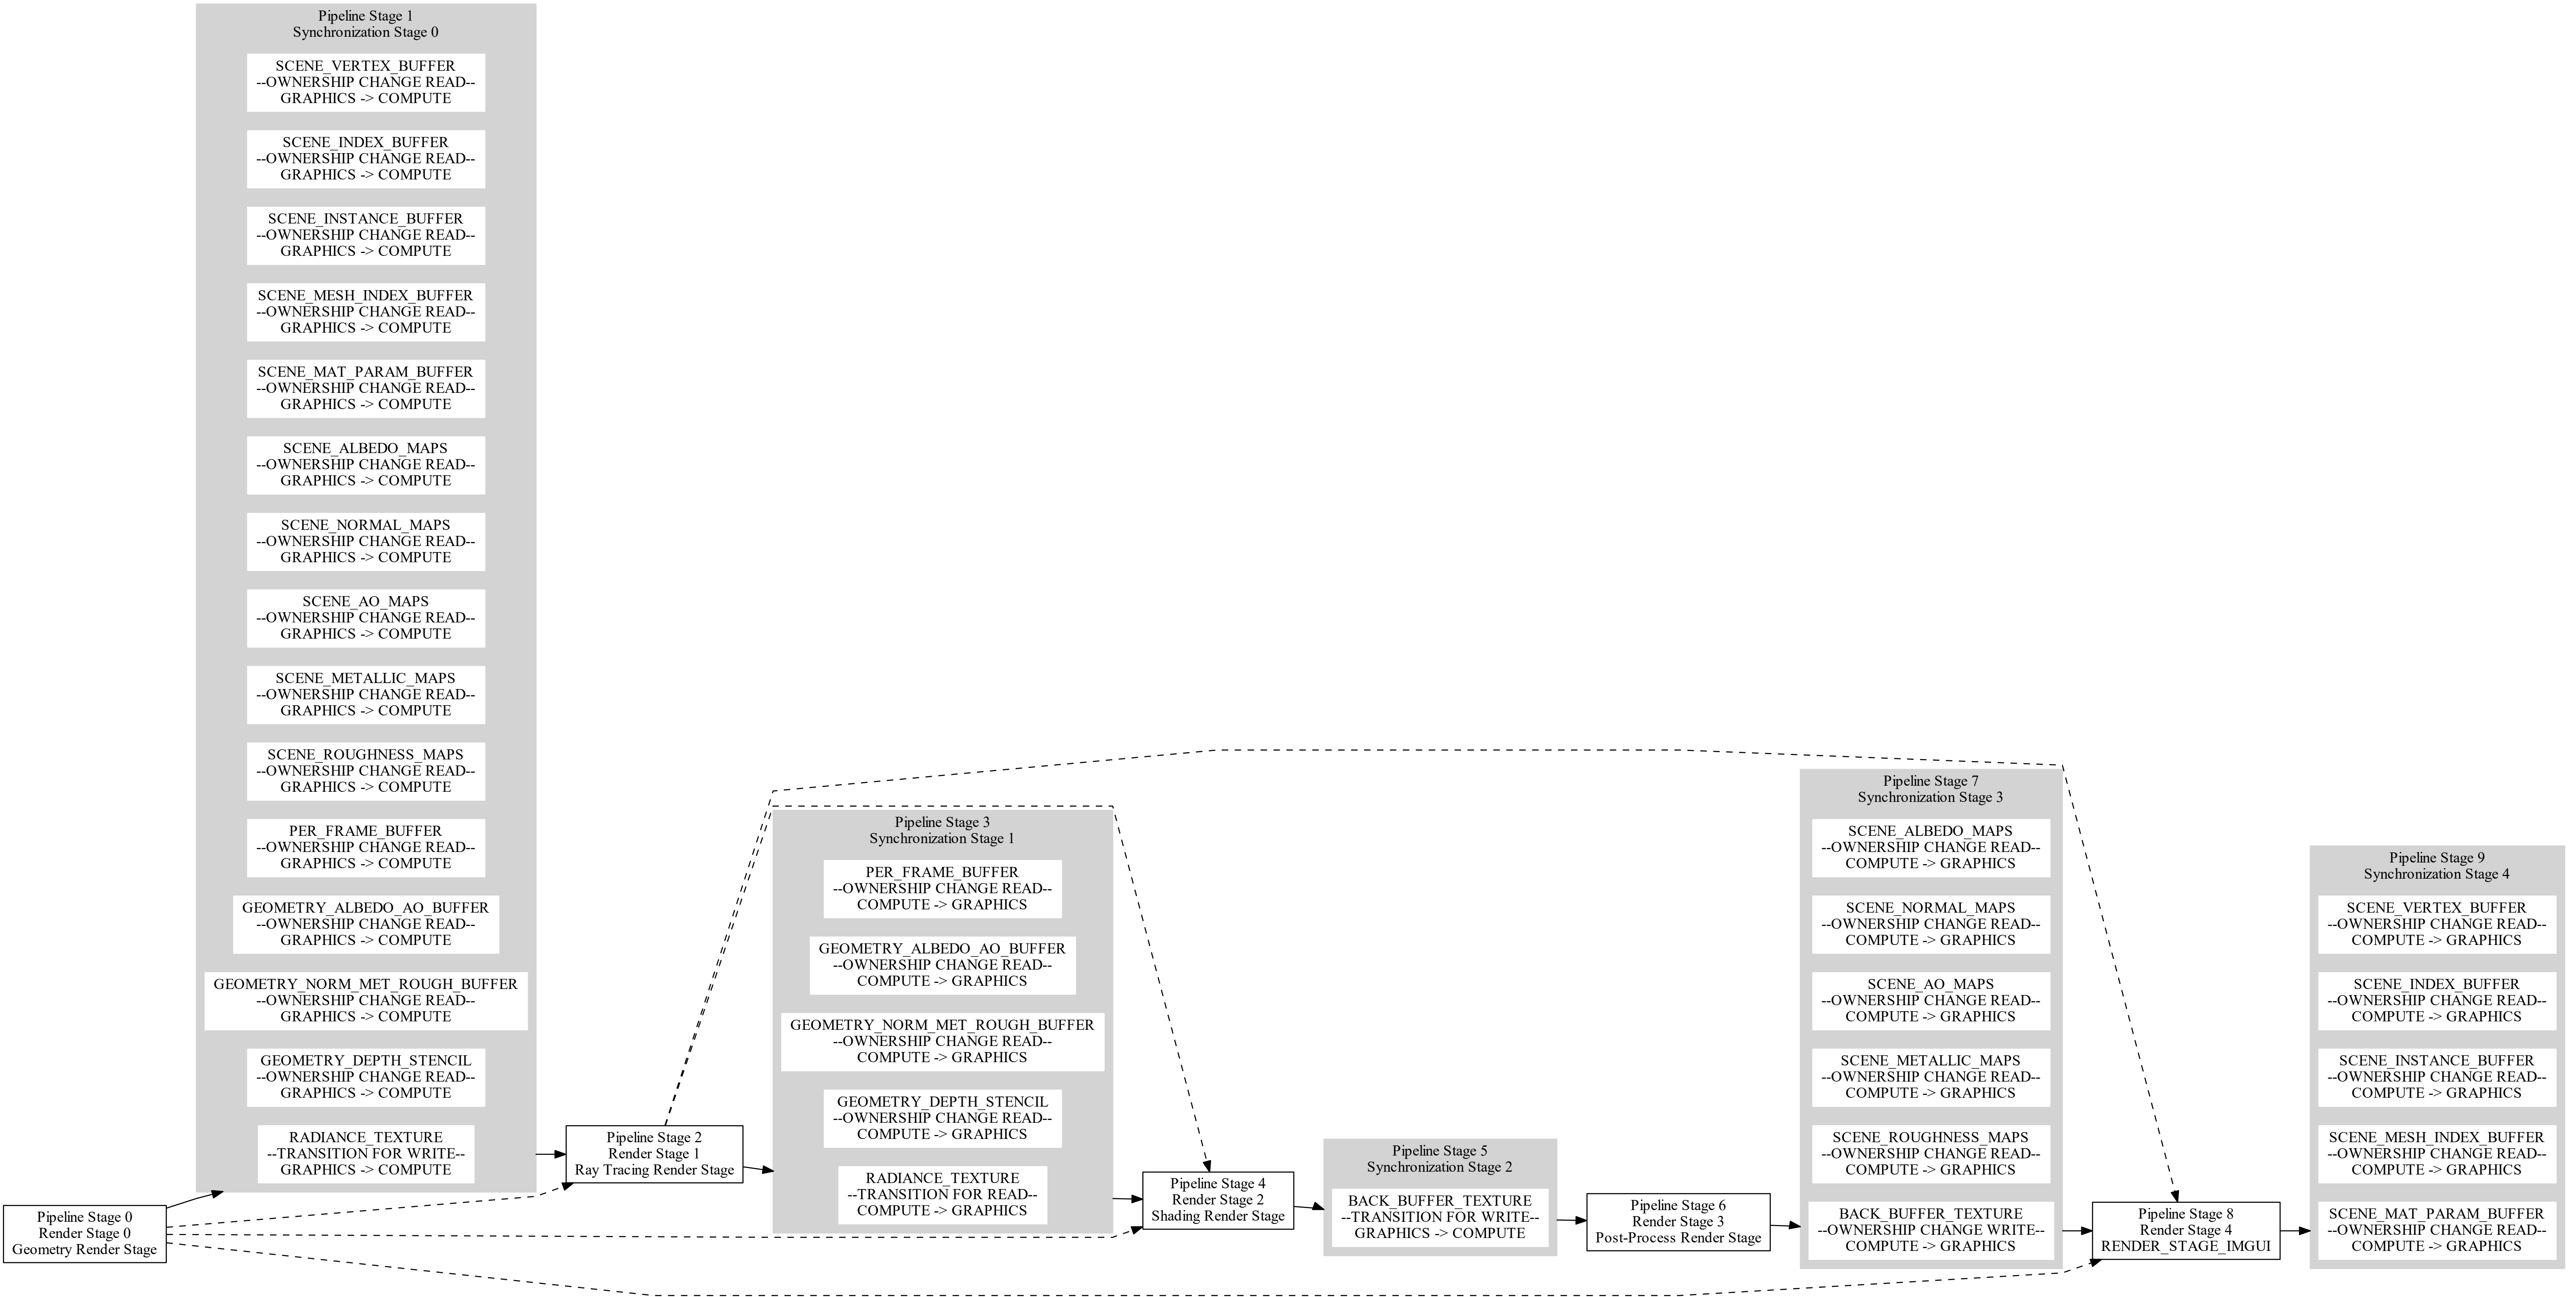 Pipeline Stage 0
Render Stage 0
Geometry Render Stage
Pipeline Stage 1
Synchronization Stage 0
SCENE_VERTEX_BUFFER
--OWNERSHIP CHANGE READ--
GRAPHICS -> COMPUTE
SCENE_INDEX_BUFFER
--OWNERSHIP CHANGE READ--
GRAPHICS -> COMPUTE
SCENE_INSTANCE_BUFFER
--OWNERSHIP CHANGE READ--
GRAPHICS -> COMPUTE
SCENE_MESH_INDEX_BUFFER
--OWNERSHIP CHANGE READ--
GRAPHICS -> COMPUTE
SCENE_MAT_PARAM_BUFFER
--OWNERSHIP CHANGE READ--
GRAPHICS -> COMPUTE
SCENE_ALBEDO_MAPS
--OWNERSHIP CHANGE READ--
GRAPHICS -> COMPUTE
SCENE_NORMAL_MAPS
--OWNERSHIP CHANGE READ--
GRAPHICS -> COMPUTE
SCENE_AO_MAPS
--OWNERSHIP CHANGE READ--
GRAPHICS -> COMPUTE
SCENE_METALLIC_MAPS
--OWNERSHIP CHANGE READ--
GRAPHICS -> COMPUTE
SCENE_ROUGHNESS_MAPS
--OWNERSHIP CHANGE READ--
GRAPHICS -> COMPUTE
PER_FRAME_BUFFER
--OWNERSHIP CHANGE READ--
GRAPHICS -> COMPUTE
GEOMETRY_ALBEDO_AO_BUFFER
--OWNERSHIP CHANGE READ--
GRAPHICS -> COMPUTE
GEOMETRY_NORM_MET_ROUGH_BUFFER
--OWNERSHIP CHANGE READ--
GRAPHICS -> COMPUTE
GEOMETRY_DEPTH_STENCIL
--OWNERSHIP CHANGE READ--
GRAPHICS -> COMPUTE
RADIANCE_TEXTURE
--TRANSITION FOR WRITE--
GRAPHICS -> COMPUTE
Pipeline Stage 2
Render Stage 1
Ray Tracing Render Stage
Pipeline Stage 3
Synchronization Stage 1
PER_FRAME_BUFFER
--OWNERSHIP CHANGE READ--
COMPUTE -> GRAPHICS
GEOMETRY_ALBEDO_AO_BUFFER
--OWNERSHIP CHANGE READ--
COMPUTE -> GRAPHICS
GEOMETRY_NORM_MET_ROUGH_BUFFER
--OWNERSHIP CHANGE READ--
COMPUTE -> GRAPHICS
GEOMETRY_DEPTH_STENCIL
--OWNERSHIP CHANGE READ--
COMPUTE -> GRAPHICS
RADIANCE_TEXTURE
--TRANSITION FOR READ--
COMPUTE -> GRAPHICS
Pipeline Stage 4
Render Stage 2
Shading Render Stage
Pipeline Stage 5
Synchronization Stage 2
BACK_BUFFER_TEXTURE
--TRANSITION FOR WRITE--
GRAPHICS -> COMPUTE
Pipeline Stage 6
Render Stage 3
Post-Process Render Stage
Pipeline Stage 7
Synchronization Stage 3
SCENE_ALBEDO_MAPS
--OWNERSHIP CHANGE READ--
COMPUTE -> GRAPHICS
SCENE_NORMAL_MAPS
--OWNERSHIP CHANGE READ--
COMPUTE -> GRAPHICS
SCENE_AO_MAPS
--OWNERSHIP CHANGE READ--
COMPUTE -> GRAPHICS
SCENE_METALLIC_MAPS
--OWNERSHIP CHANGE READ--
COMPUTE -> GRAPHICS
SCENE_ROUGHNESS_MAPS
--OWNERSHIP CHANGE READ--
COMPUTE -> GRAPHICS
BACK_BUFFER_TEXTURE
--OWNERSHIP CHANGE WRITE--
COMPUTE -> GRAPHICS
Pipeline Stage 8
Render Stage 4
RENDER_STAGE_IMGUI
Pipeline Stage 9
Synchronization Stage 4
SCENE_VERTEX_BUFFER
--OWNERSHIP CHANGE READ--
COMPUTE -> GRAPHICS
SCENE_INDEX_BUFFER
--OWNERSHIP CHANGE READ--
COMPUTE -> GRAPHICS
SCENE_INSTANCE_BUFFER
--OWNERSHIP CHANGE READ--
COMPUTE -> GRAPHICS
SCENE_MESH_INDEX_BUFFER
--OWNERSHIP CHANGE READ--
COMPUTE -> GRAPHICS
SCENE_MAT_PARAM_BUFFER
--OWNERSHIP CHANGE READ--
COMPUTE -> GRAPHICS